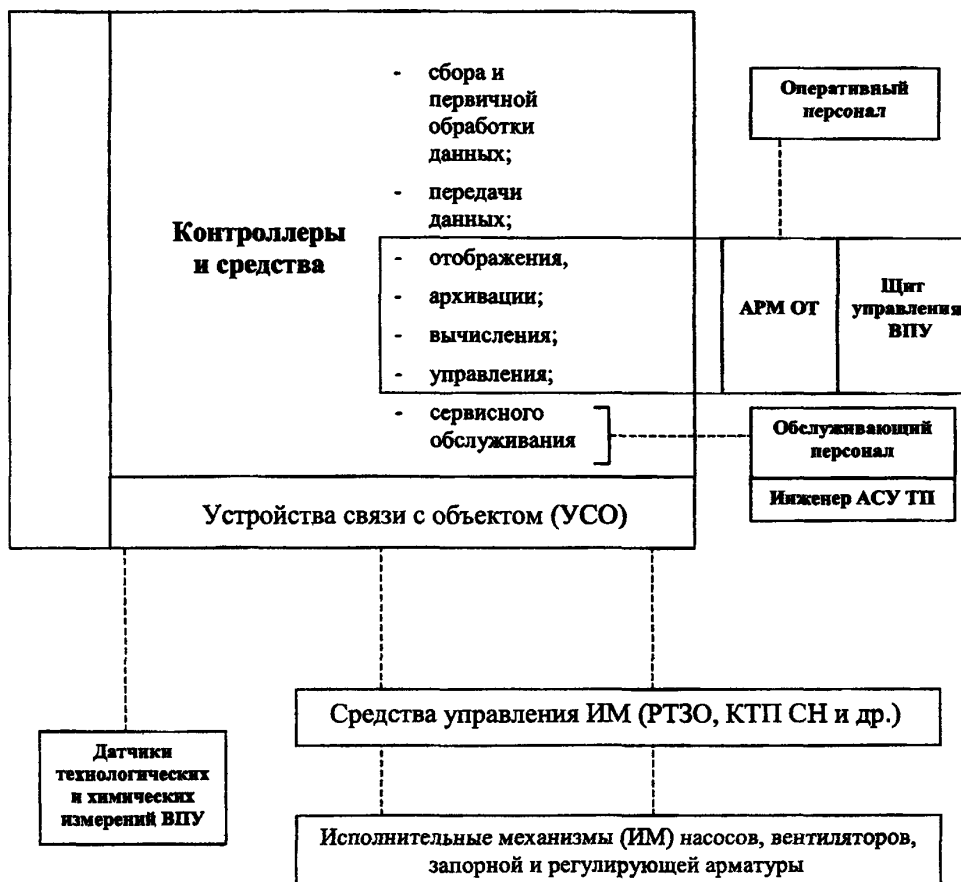 - сбора и
первичной
обработки
данных;
- передачи
данных;
Контроллеры
и средства
- отображения,
- архивации;
- вычисления;
- управления;
- сервисного
обслуживания
Оперативный
персонал
АРМ ОТ
Щит
управления
ВПУ
Обслуживающий
персонал
Инженер АСУ ТП
Устройства связи с объектом (УСО)
Средства управления ИМ (РТЗО, КТП СН и др.)
Датчики
технологических
и химических
измерений ВПУ
Исполнительные механизмы (ИМ) насосов, вентиляторов,
запорной и регулирующей арматуры